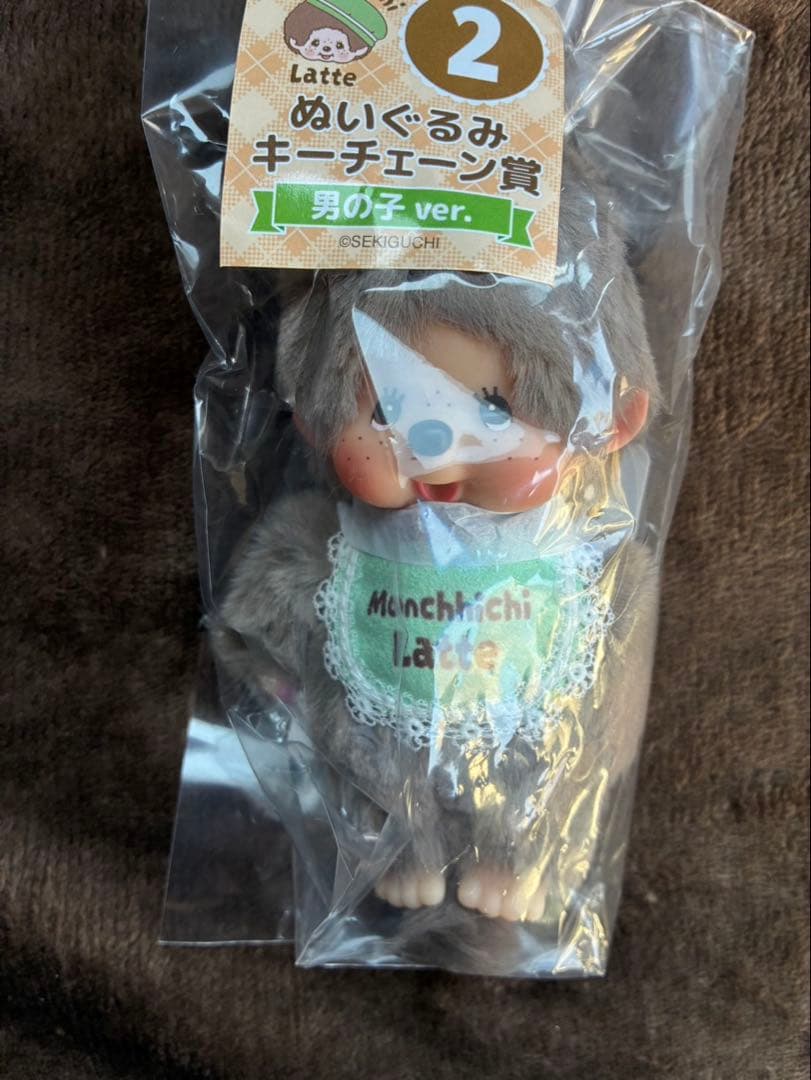 Latte
2
ぬいぐるみ
キーチェーン賞
男の子 ver.
©SEKIGUCHI
Monchhichi
Latte